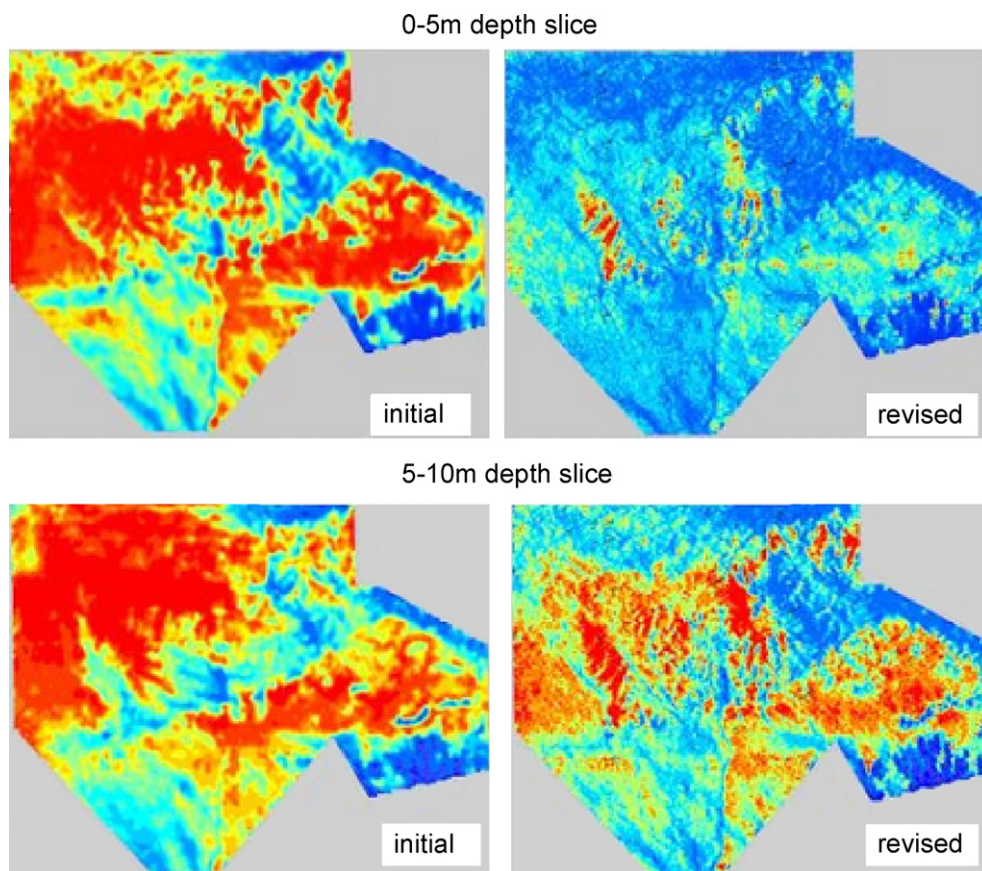 0-5m depth slice
initial
revised
5-10m depth slice
initial
revised